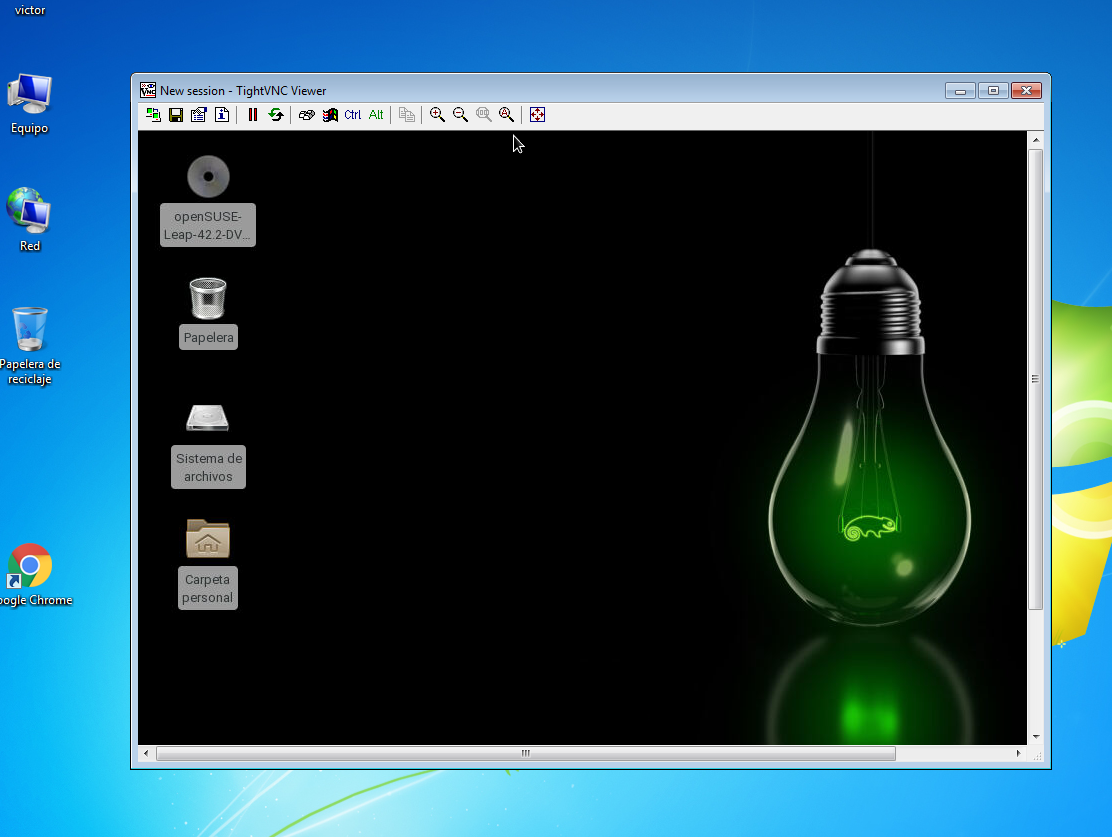 victor
Equipo
Red
Papelera de
reciclaje
oogle Chrome
New session - TightVNC Viewer
Ctrl Alt
openSUSE-
Leap-42.2-DV...
Papelera
Sistema de
archivos
Carpeta
personal